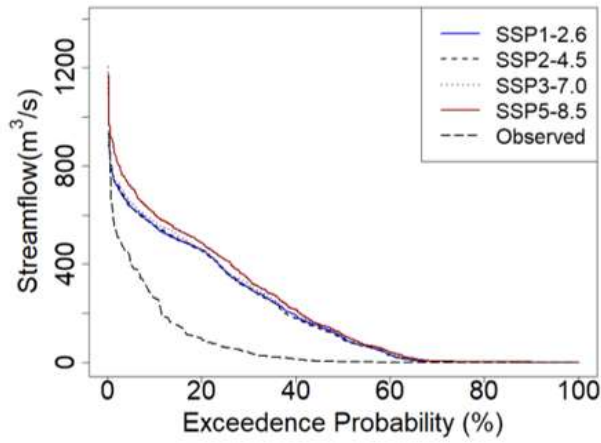 SSP1-2.6
SSP2-4.5
SSP3-7.0
SSP5-8.5
Observed
Streamflow(m³/s)
1200
800
400
0
0 20 40 60 80 100
Exceedence Probability (%)